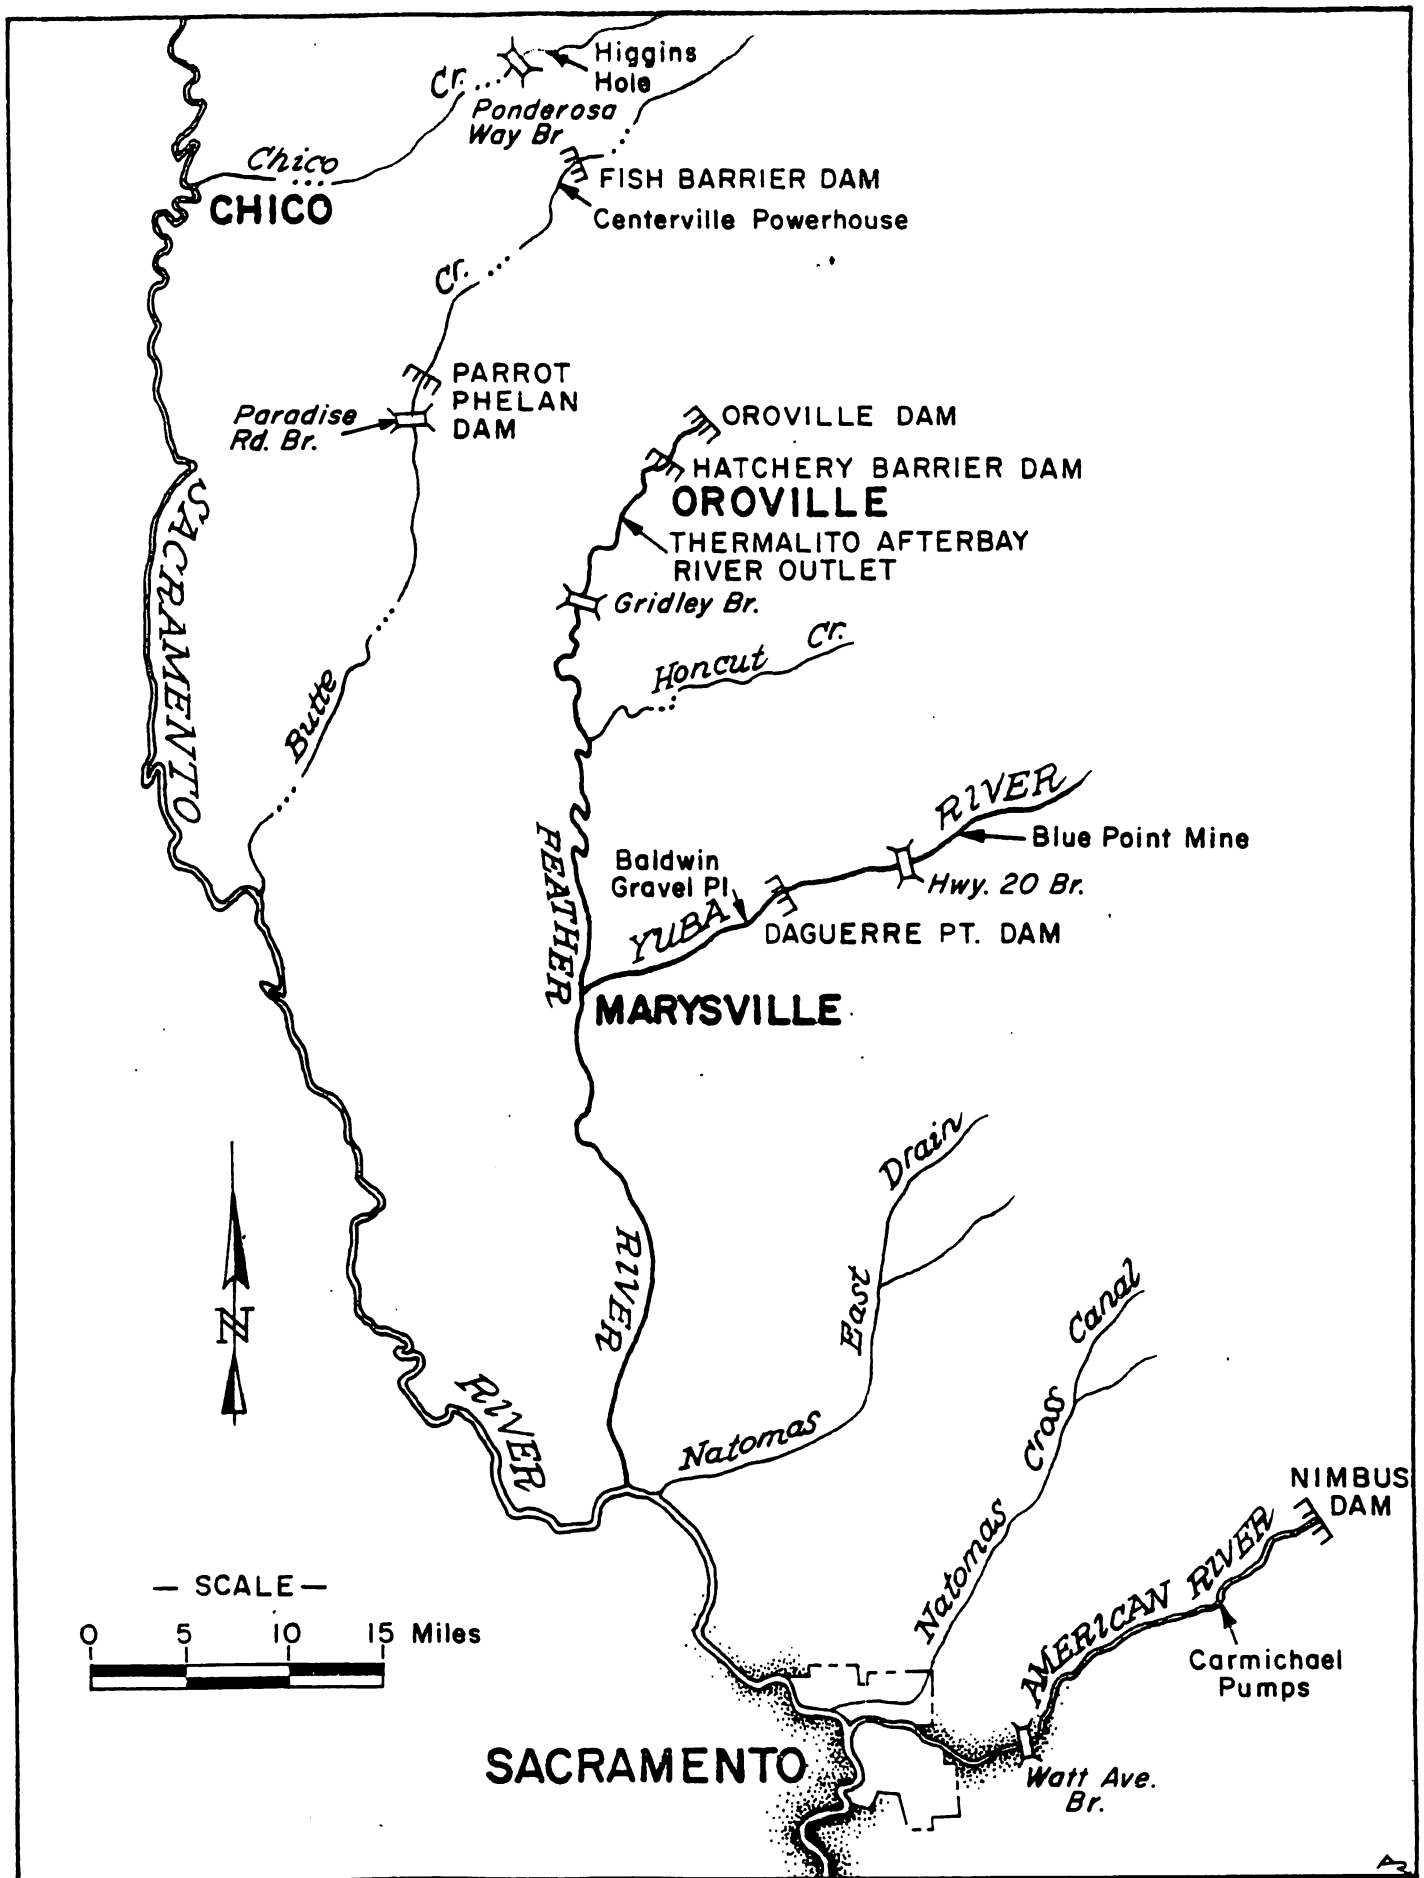 Higgins
Hole
Cr.
Ponderosa
Way Br
Chico
CHICO
FISH BARRIER DAM
Centerville Powerhouse
Cr.
PARROT
PHELAN
DAM
Paradise
Rd. Br.
OROVILLE DAM
HATCHERY BARRIER DAM
OROVILLE
THERMALITO AFTERBAY
RIVER OUTLET
Gridley Br.
SACRAMENTO
Honcut Cr.
Butte
RIVER
Blue Point Mine
Baldwin
Gravel Pl
Hwy. 20 Br.
FEATHER
YUBA
DAGUERRE PT. DAM
MARYSVILLE
Drain
RIVER
East
Canal
N
RIVER
Natomas
Cross
NIMBUS
DAM
Natomas
AMERICAN RIVER
— SCALE —
0 5 10 15 Miles
Carmichael
Pumps
SACRAMENTO
Watt Ave.
Br.